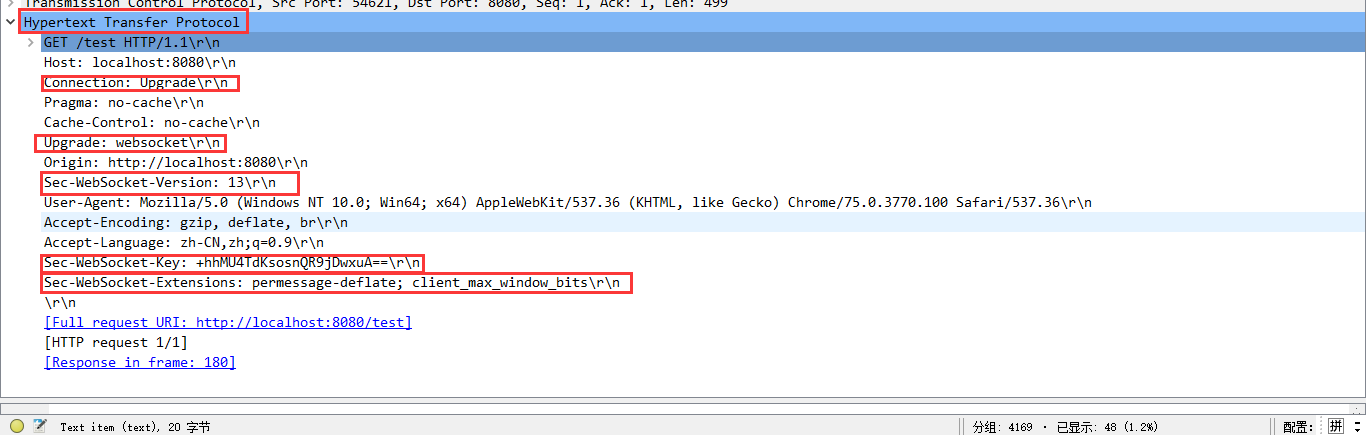 Transmission Control Protocol, Src Port: 54621, Dst Port: 8080, Seq: 1, Ack: 1, Len: 499
Hypertext Transfer Protocol
GET /test HTTP/1.1\r\n
Host: localhost:8080\r\n
Connection: Upgrade\r\n
Pragma: no-cache\r\n
Cache-Control: no-cache\r\n
Upgrade: websocket\r\n
Origin: http://localhost:8080\r\n
Sec-WebSocket-Version: 13\r\n
User-Agent: Mozilla/5.0 (Windows NT 10.0; Win64; x64) AppleWebKit/537.36 (KHTML, like Gecko) Chrome/75.0.3770.100 Safari/537.36\r\n
Accept-Encoding: gzip, deflate, br\r\n
Accept-Language: zh-CN,zh;q=0.9\r\n
Sec-WebSocket-Key: +hhMU4TdKsosnQR9jDwxuA==\r\n
Sec-WebSocket-Extensions: permessage-deflate; client_max_window_bits\r\n
\r\n
[Full request URI: http://localhost:8080/test]
[HTTP request 1/1]
[Response in frame: 180]
Text item (text), 20 字节
分组: 4169 · 已显示: 48 (1.2%)
配置:
拼